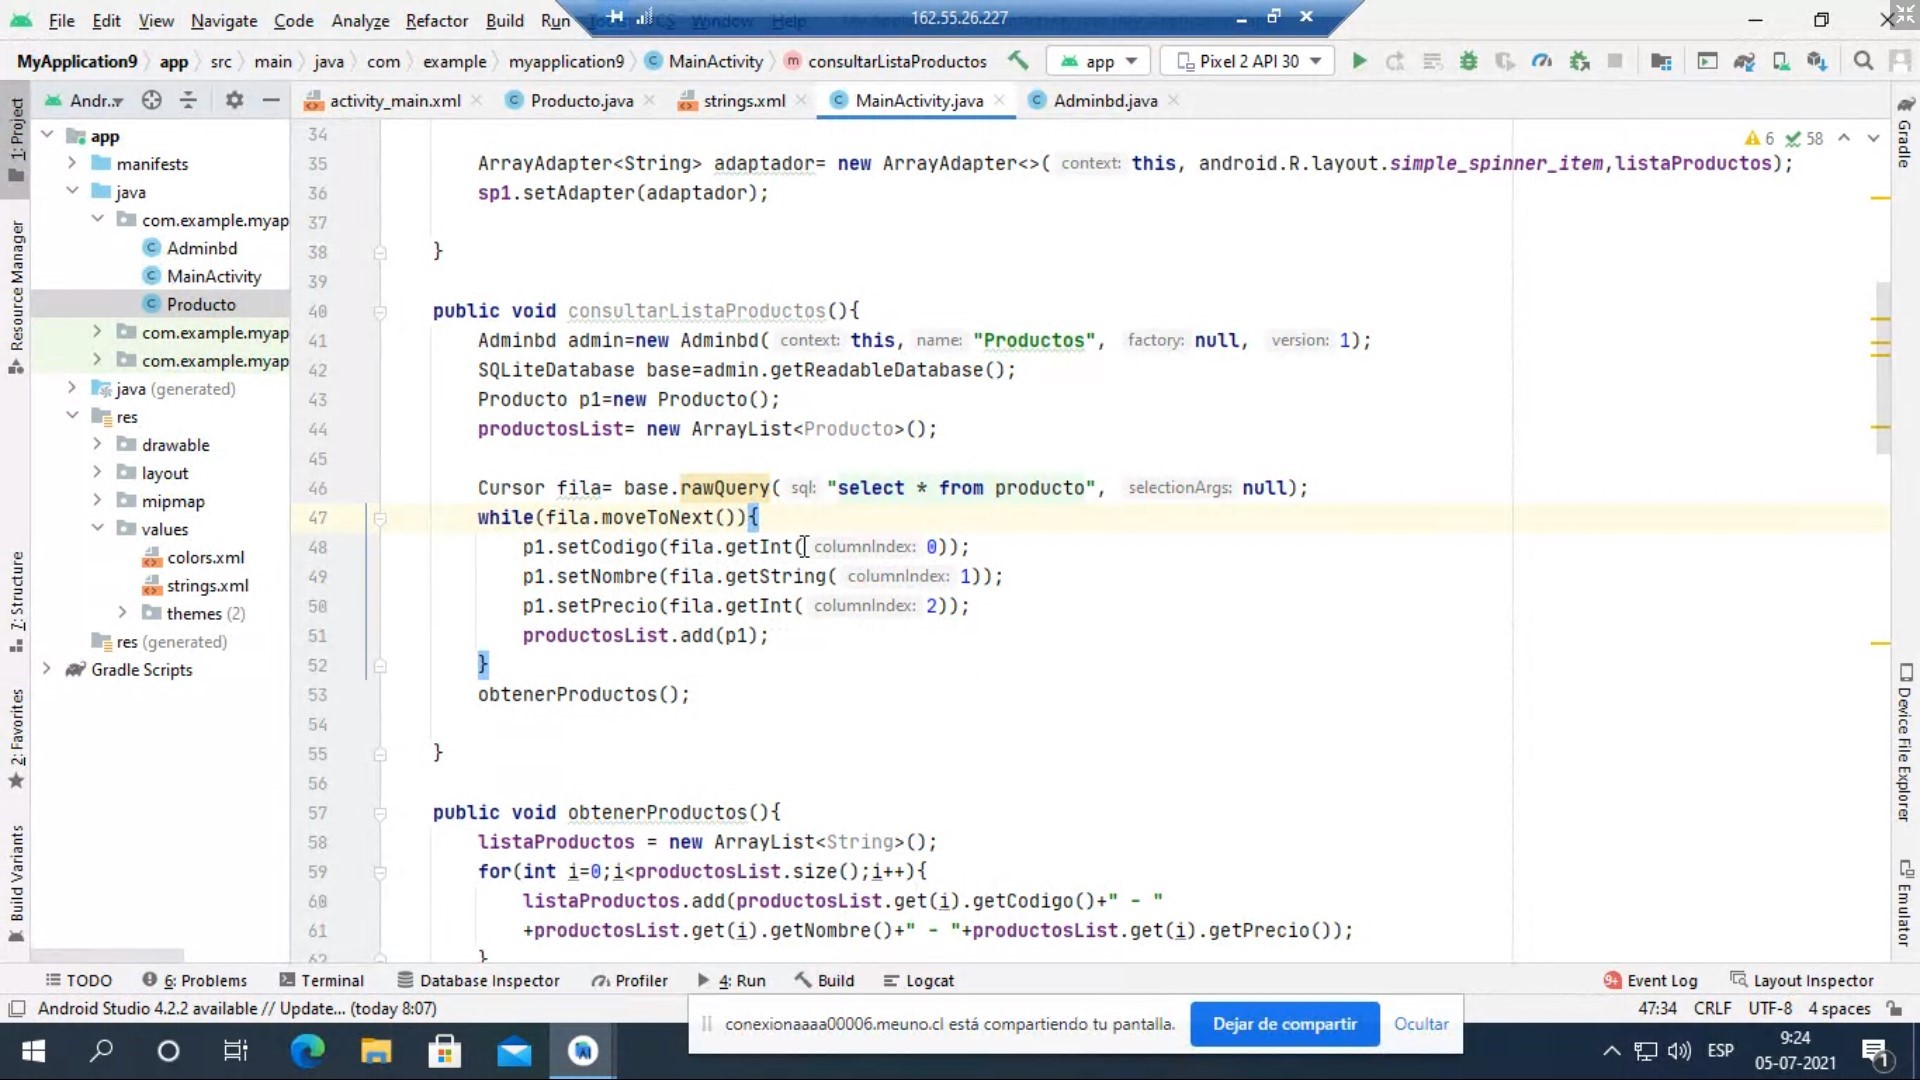 File Edit View Navigate Code Analyze Refactor Build Run Window Help
162.55.26.227
MyApplication9 app src main java com example myapplication9 MainActivity consultarListaProductos app Pixel 2 API 30
Andr... activity_main.xml Producto.java strings.xml MainActivity.java Adminbd.java
1: Project
Resource Manager
7: Structure
2: Favorites
Build Variants
app
manifests
java
com.example.myap
Adminbd
MainActivity
Producto
com.example.myap
com.example.myap
java (generated)
res
drawable
layout
mipmap
values
colors.xml
strings.xml
themes (2)
res (generated)
Gradle Scripts
6 58
34
35 ArrayAdapter<String> adaptador= new ArrayAdapter<>( context: this, android.R.layout.simple_spinner_item,listaProductos);
36 sp1.setAdapter(adaptador);
37
38 }
39
40 public void consultarListaProductos(){
41 Adminbd admin=new Adminbd( context: this, name: "Productos", factory: null, version: 1);
42 SQLiteDatabase base=admin.getReadableDatabase();
43 Producto p1=new Producto();
44 productosList= new ArrayList<Producto>();
45
46 Cursor fila= base.rawQuery( sql: "select * from producto", selectionArgs: null);
47 while(fila.moveToNext()){
48 p1.setCodigo(fila.getInt( columnIndex: 0));
49 p1.setNombre(fila.getString( columnIndex: 1));
50 p1.setPrecio(fila.getInt( columnIndex: 2));
51 productosList.add(p1);
52 }
53 obtenerProductos();
54
55 }
56
57 public void obtenerProductos(){
58 listaProductos = new ArrayList<String>();
59 for(int i=0;i<productosList.size();i++){
60 listaProductos.add(productosList.get(i).getCodigo()+" - "
61 +productosList.get(i).getNombre()+" - "+productosList.get(i).getPrecio());
62 }
Gradle
Device File Explorer
Emulator
TODO 6: Problems Terminal Database Inspector Profiler 4: Run Build Logcat 9+ Event Log Layout Inspector
Android Studio 4.2.2 available // Update... (today 8:07) 47:34 CRLF UTF-8 4 spaces
conexionaaaa00006.meuno.cl está compartiendo tu pantalla. Dejar de compartir Ocultar
ESP 9:24
05-07-2021 1